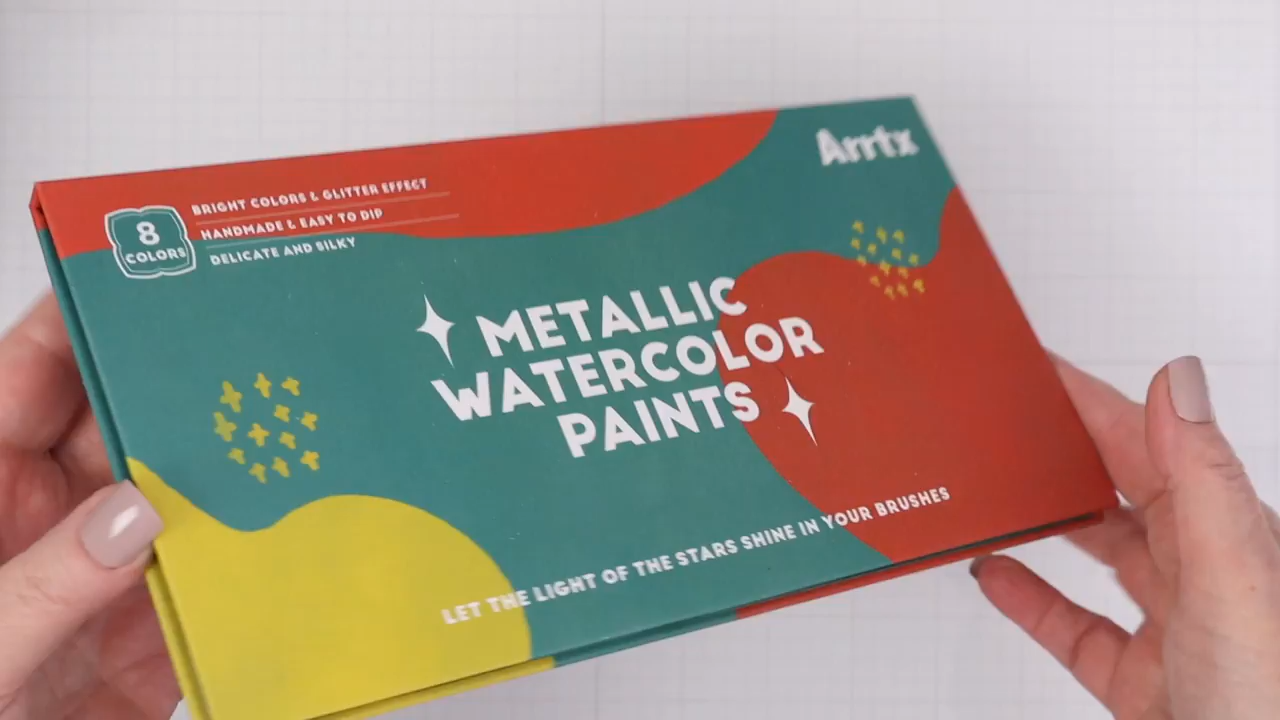 Arrtx
8
COLORS
BRIGHT COLORS & GLITTER EFFECT
HANDMADE & EASY TO DIP
DELICATE AND SILKY
METALLIC
WATERCOLOR
PAINTS
LET THE LIGHT OF THE STARS SHINE IN YOUR BRUSHES